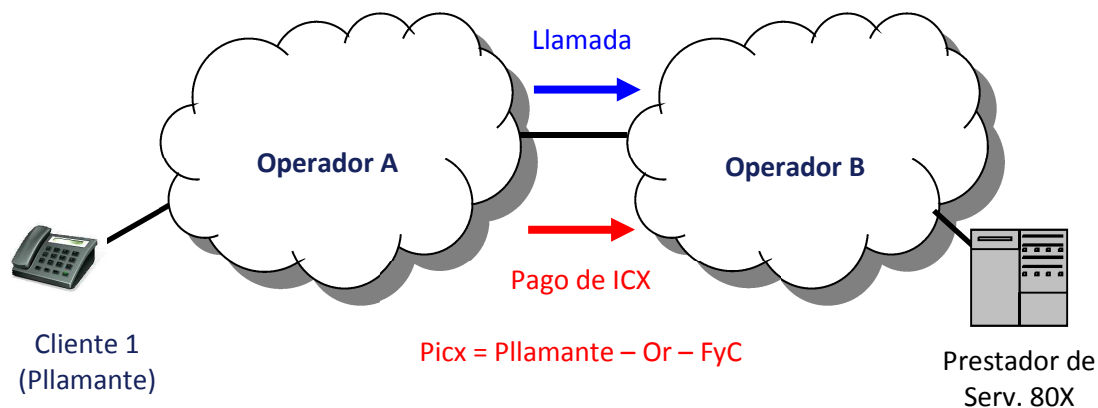 Llamada
Operador A
Operador B
Pago de ICX
Cliente 1
(Pllamante)
Picx = Pllamante – Or – FyC
Prestador de
Serv. 80X